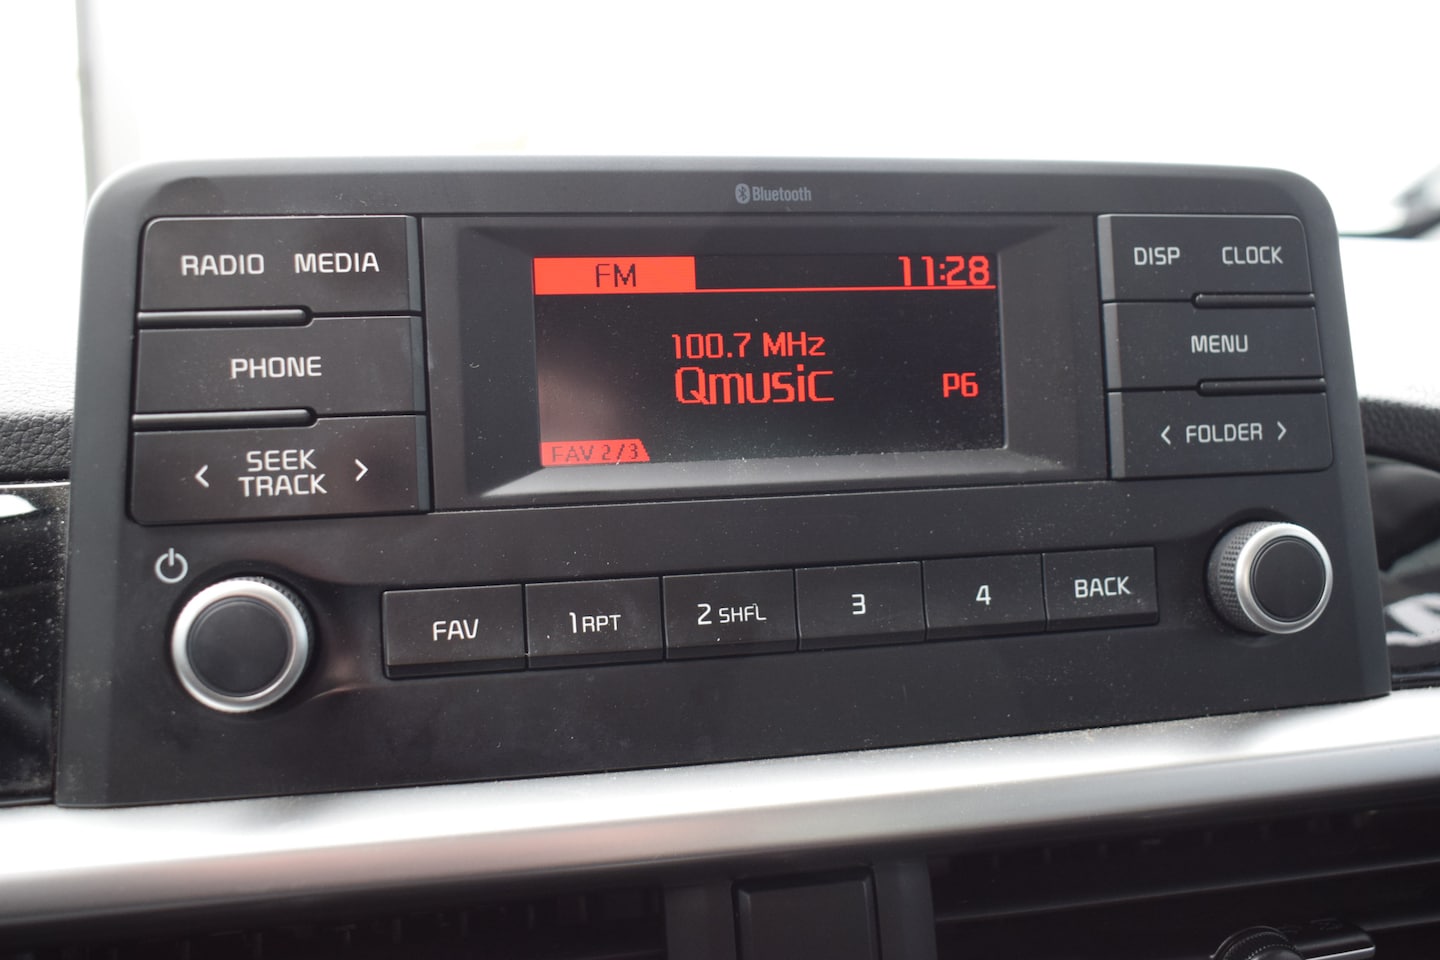 Bluetooth
RADIO MEDIA
PHONE
< SEEK TRACK >
FM 11:28
100.7 MHz
Qmusic P6
FAV 2/3
DISP CLOCK
MENU
< FOLDER >
FAV 1 RPT 2 SHFL 3 4 BACK